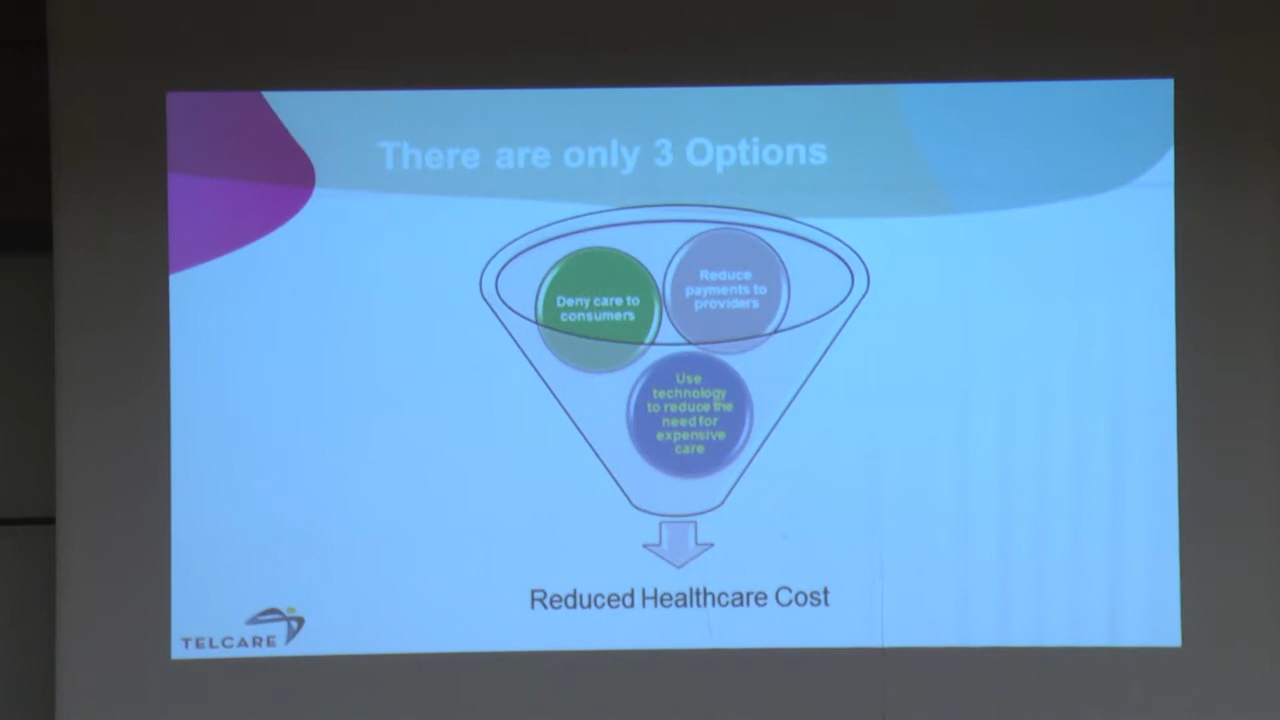 There are only 3 Options
Deny care to
consumers
Reduce
payments to
providers
Use
technology
to reduce the
need for
expensive
care
Reduced Healthcare Cost
TELCARE